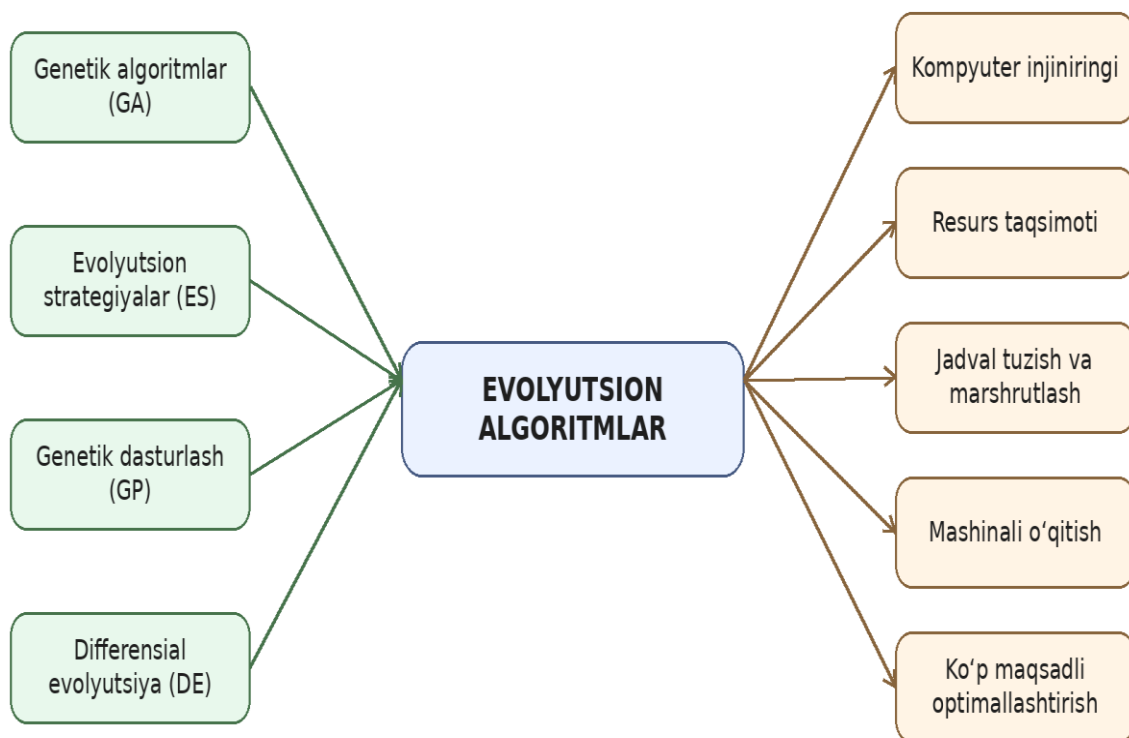 Genetik algoritmlar
(GA)
Evolyutsion
strategiyalar (ES)
Genetik dasturlash
(GP)
Differensial
evolyutsiya (DE)
EVOLYUTSION
ALGORITMLAR
Kompyuter injiniringi
Resurs taqsimoti
Jadval tuzish va
marshrutlash
Mashinali o‘qitish
Ko‘p maqsadli
optimallashtirish